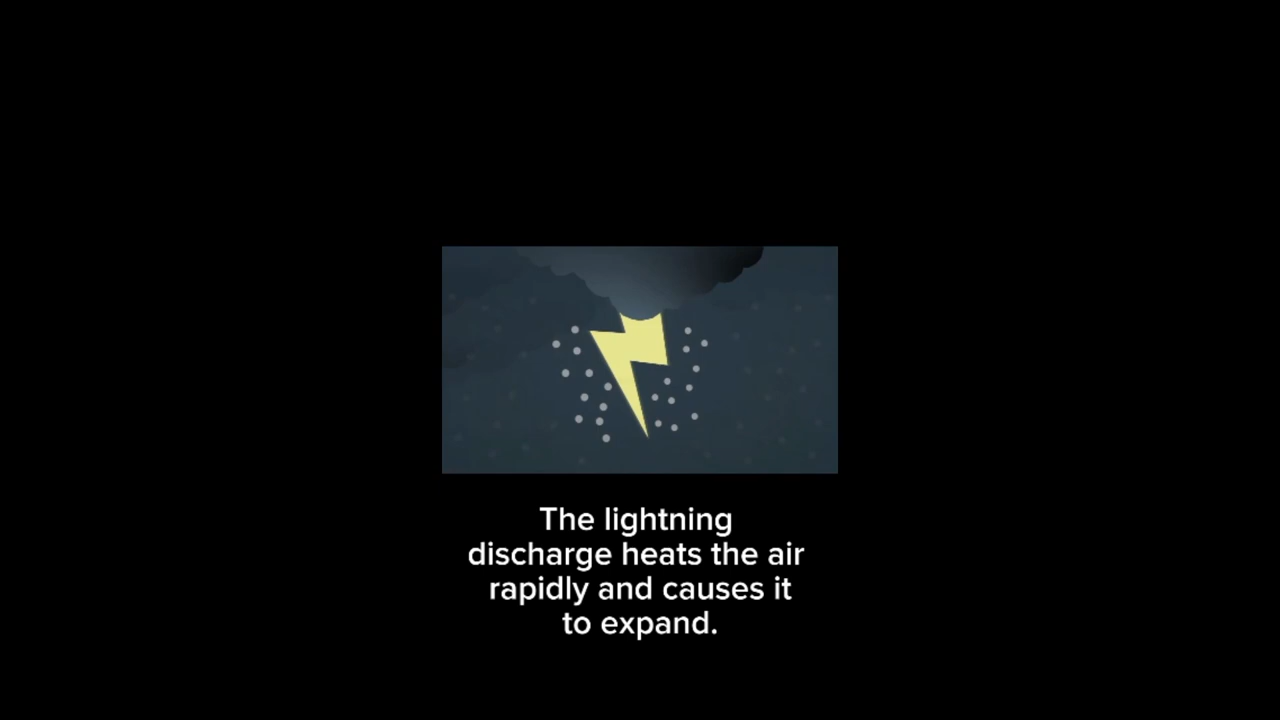 The lightning
discharge heats the air
rapidly and causes it
to expand.